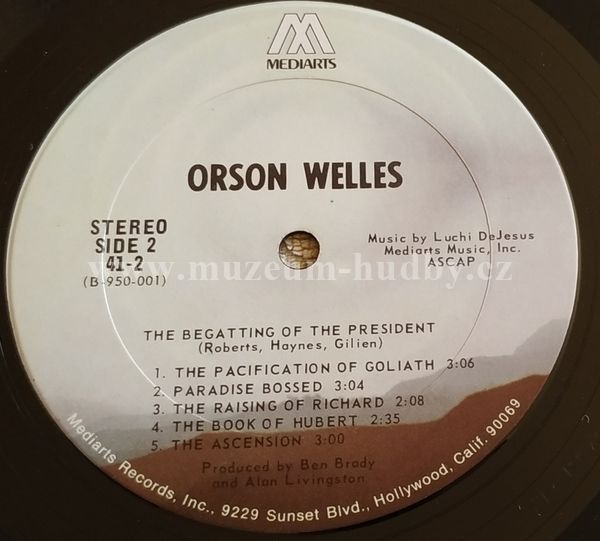 MEDIARTS
ORSON WELLES
STEREO
SIDE 2
41-2
(B-950-001)
Music by Luchi DeJesus
Mediarts Music, Inc.
ASCAP
www.muzeum-hudby.cz
THE BEGATTING OF THE PRESIDENT
(Roberts, Haynes, Gilien)
1. THE PACIFICATION OF GOLIATH 3:06
2. PARADISE BOSSED 3:04
3. THE RAISING OF RICHARD 2:08
4. THE BOOK OF HUBERT 2:35
5. THE ASCENSION 3:00
Produced by Ben Brady
and Alan Livingston
Mediarts Records, Inc., 9229 Sunset Blvd., Hollywood, Calif. 90069